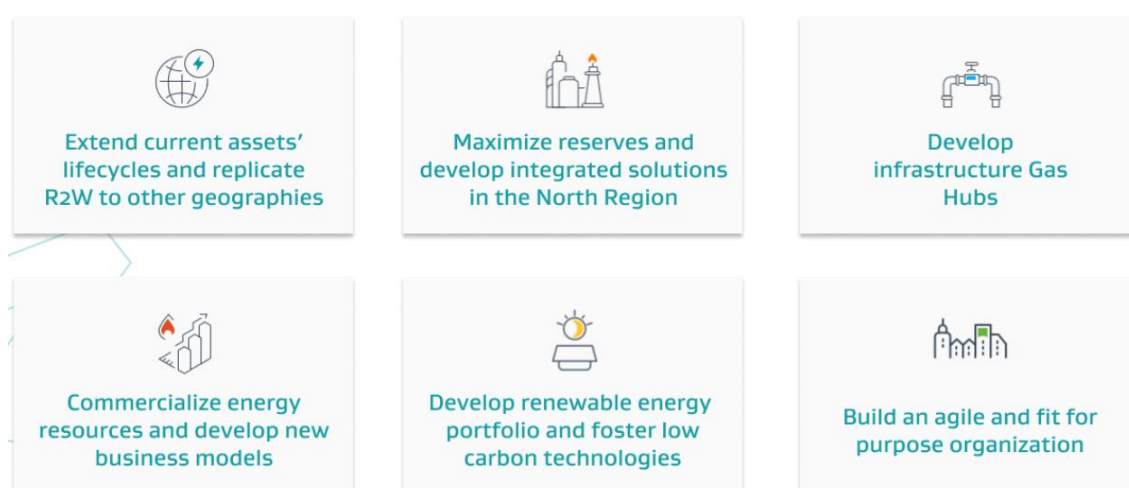 Extend current assets’
lifecycles and replicate
R2W to other geographies
Maximize reserves and
develop integrated solutions
in the North Region
Develop
infrastructure Gas
Hubs
Commercialize energy
resources and develop new
business models
Develop renewable energy
portfolio and foster low
carbon technologies
Build an agile and fit for
purpose organization